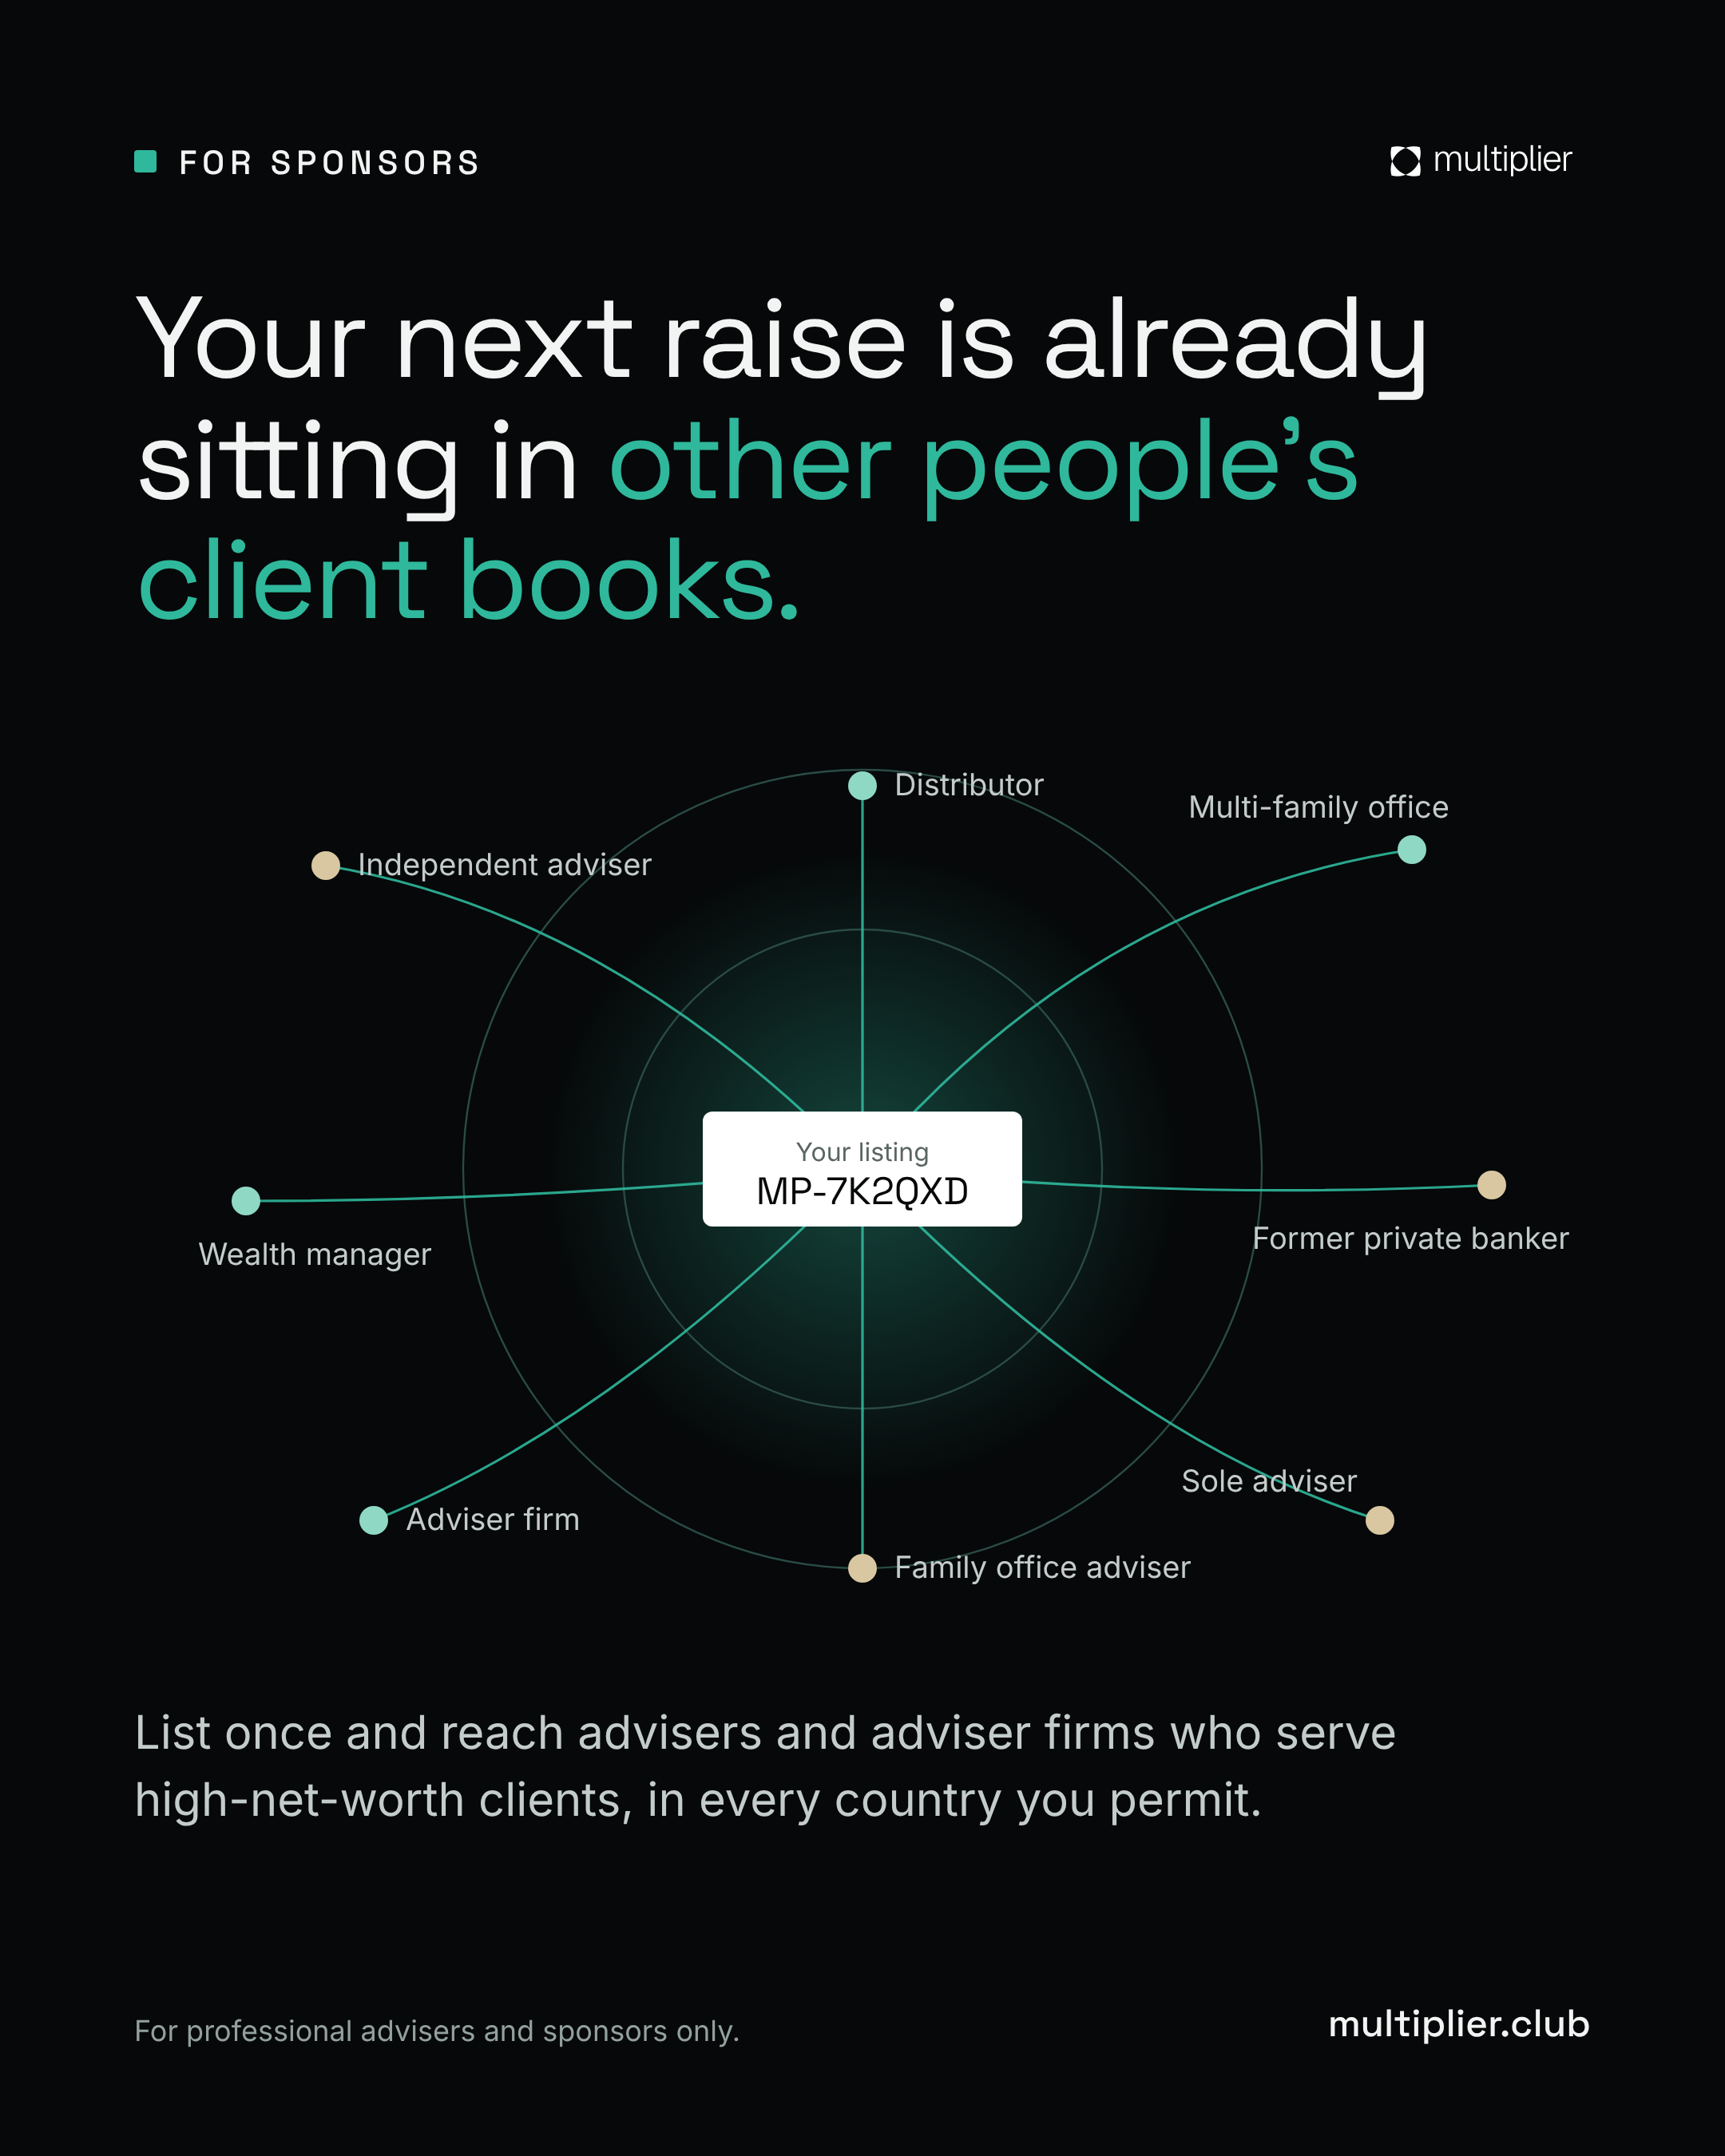 FOR SPONSORS
multiplier
Your next raise is already
sitting in other people’s
client books.
Distributor
Multi-family office
Independent adviser
Your listing
MP-7K2QXD
Wealth manager
Former private banker
Sole adviser
Adviser firm
Family office adviser
List once and reach advisers and adviser firms who serve
high-net-worth clients, in every country you permit.
For professional advisers and sponsors only.
multiplier.club